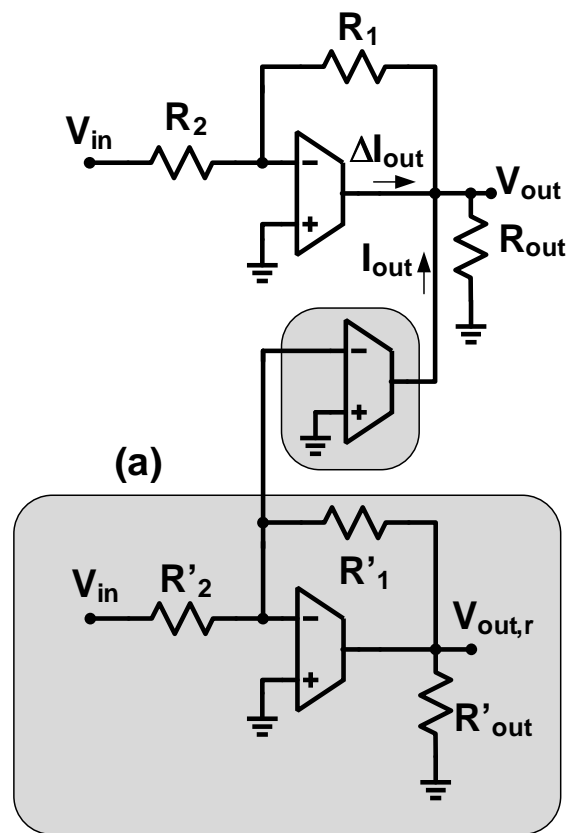 R1
Vin
R2
ΔIout
−
+
Vout
Iout
Rout
−
+
(a)
Vin
R'2
R'1
−
+
Vout,r
R'out